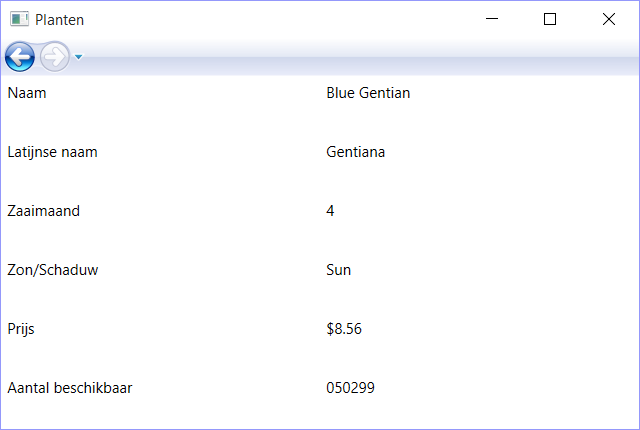 Planten
Naam Blue Gentian
Latijnse naam Gentiana
Zaaimaand 4
Zon/Schaduw Sun
Prijs $8.56
Aantal beschikbaar 050299